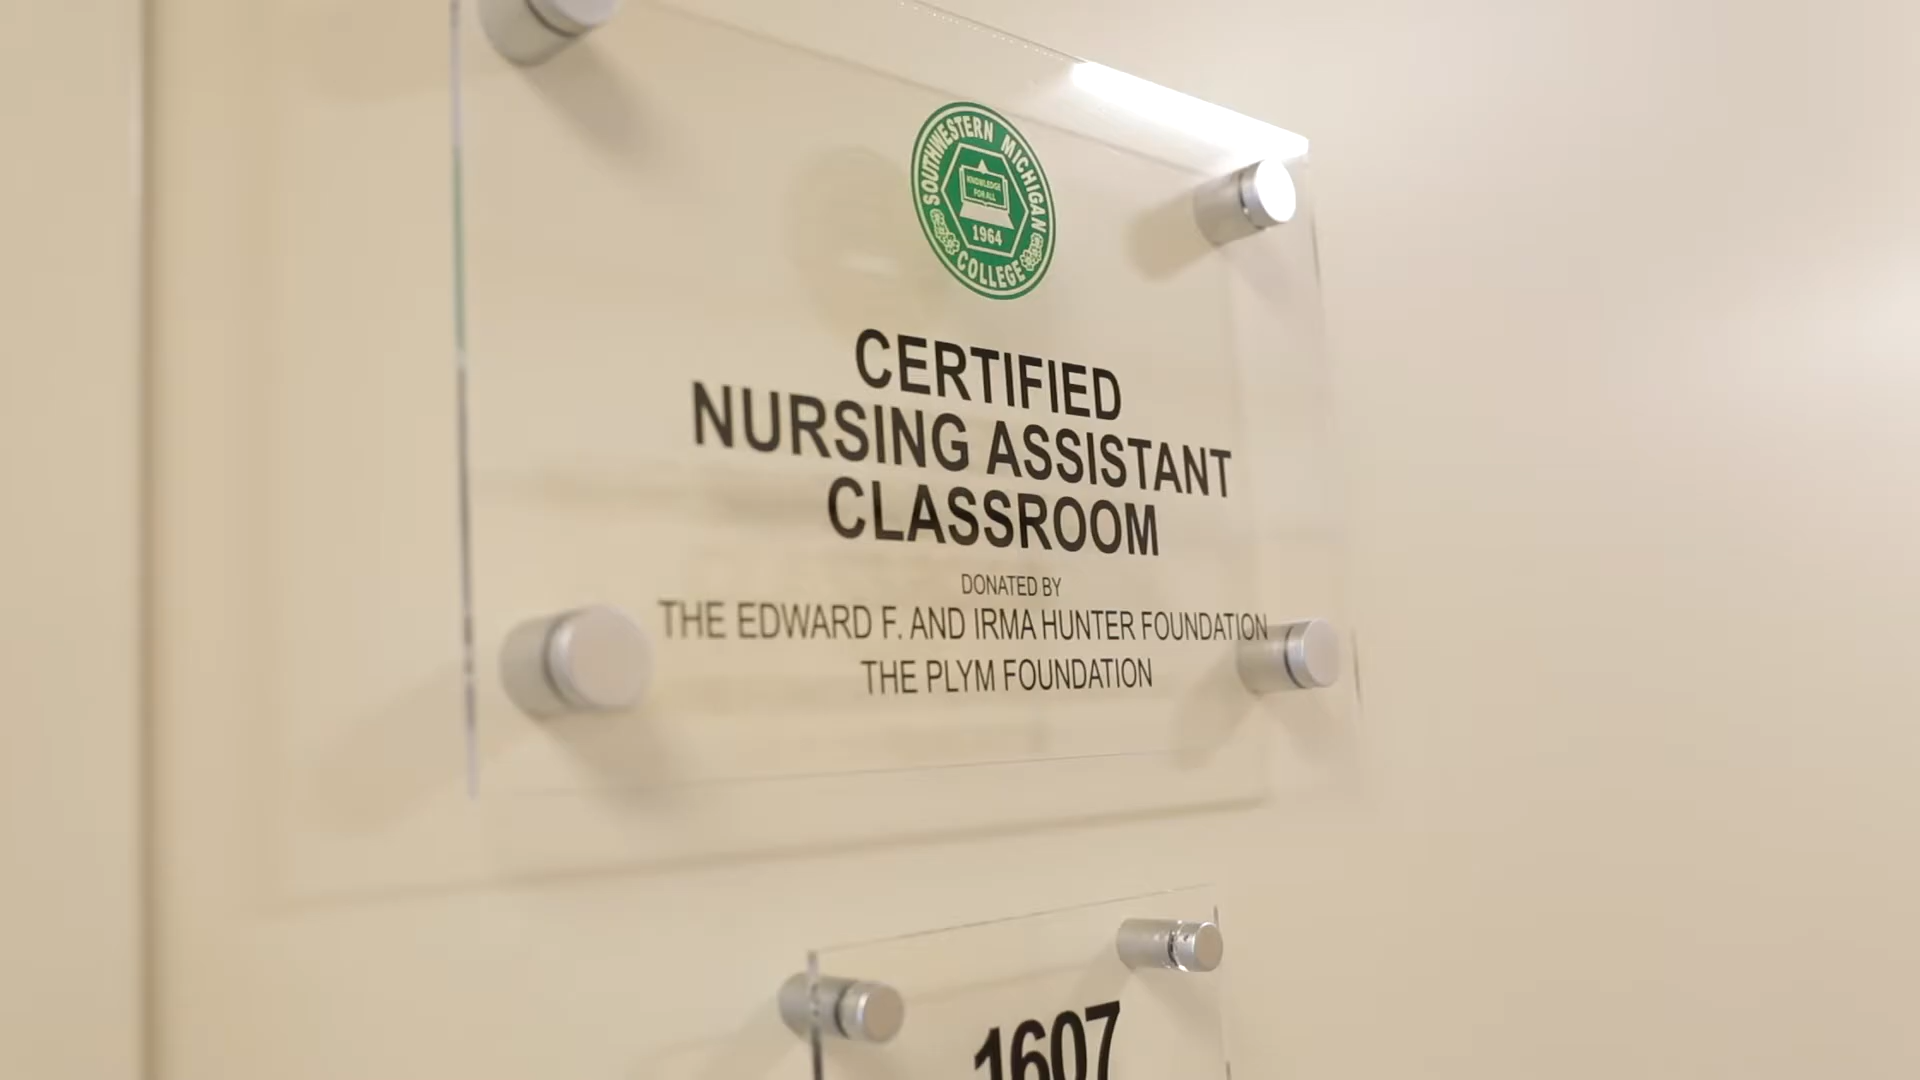 SOUTHWESTERN MICHIGAN
KNOWLEDGE
FOR ALL
1964
COLLEGE
CERTIFIED
NURSING ASSISTANT
CLASSROOM
DONATED BY
THE EDWARD F. AND IRMA HUNTER FOUNDATION
THE PLYM FOUNDATION
1607